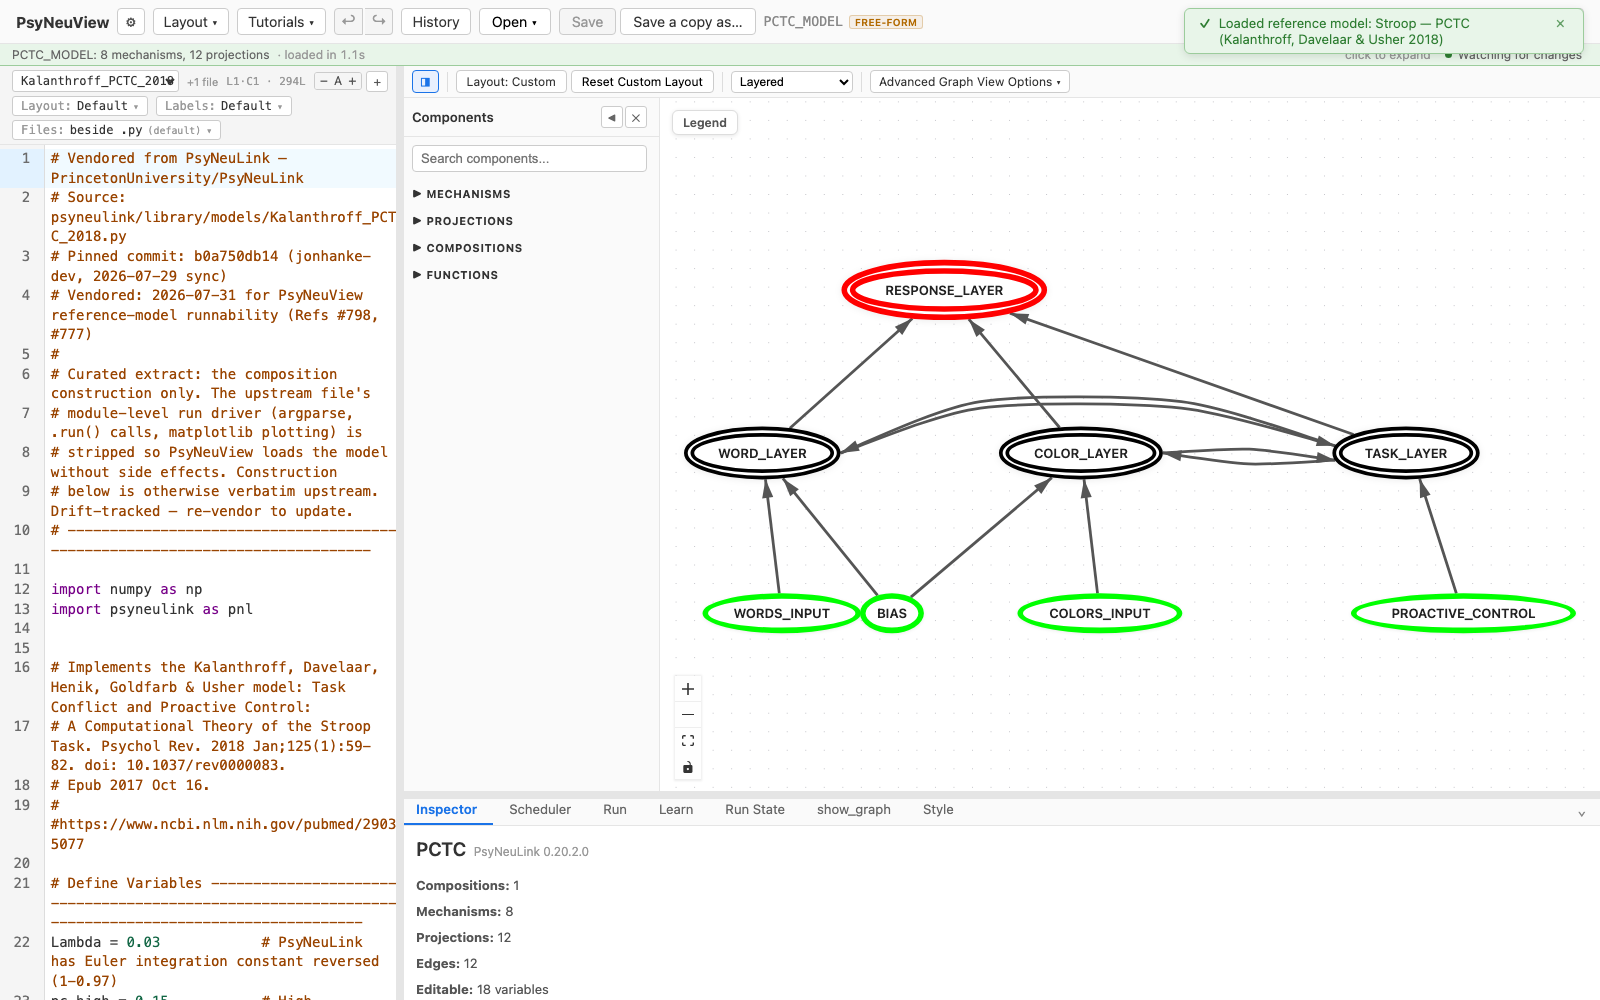 PsyNeuView ⚙ Layout ▾ Tutorials ▾ ↩ ↪ History Open ▾ Save Save a copy as... PCTC_MODEL FREE-FORM
✓ Loaded reference model: Stroop — PCTC ×
(Kalanthroff, Davelaar & Usher 2018)
PCTC_MODEL: 8 mechanisms, 12 projections · loaded in 1.1s
click to expand ● Watching for changes
Kalanthroff_PCTC_2018 +1 file L1:C1 · 294L − A + +
Layout: Default ▾ Labels: Default ▾
Files: beside .py (default) ▾
Layout: Custom Reset Custom Layout Layered Advanced Graph View Options ▾
1 # Vendored from PsyNeuLink —
PrincetonUniversity/PsyNeuLink
2 # Source:
psyneulink/library/models/Kalanthroff_PCT
C_2018.py
3 # Pinned commit: b0a750db14 (jonhanke-
dev, 2026-07-29 sync)
4 # Vendored: 2026-07-31 for PsyNeuView
reference-model runnability (Refs #798,
#777)
5 #
6 # Curated extract: the composition
construction only. The upstream file's
7 # module-level run driver (argparse,
.run() calls, matplotlib plotting) is
8 # stripped so PsyNeuView loads the model
without side effects. Construction
9 # below is otherwise verbatim upstream.
Drift-tracked — re-vendor to update.
10 # ---------------------------------------
--------------------------------------
11
12 import numpy as np
13 import psyneulink as pnl
14
15
16 # Implements the Kalanthroff, Davelaar,
Henik, Goldfarb & Usher model: Task
Conflict and Proactive Control:
17 # A Computational Theory of the Stroop
Task. Psychol Rev. 2018 Jan;125(1):59-
82. doi: 10.1037/rev0000083.
18 # Epub 2017 Oct 16.
19 #
#https://www.ncbi.nlm.nih.gov/pubmed/2903
5077
20
21 # Define Variables ----------------------
-----------------------------------------
-------------------------------------
22 Lambda = 0.03 # PsyNeuLink
has Euler integration constant reversed
(1-0.97)
23 pc_high = 0.15 # High
Components ◀ ×
Search components...
▶ MECHANISMS
▶ PROJECTIONS
▶ COMPOSITIONS
▶ FUNCTIONS
Legend
RESPONSE_LAYER
WORD_LAYER COLOR_LAYER TASK_LAYER
WORDS_INPUT BIAS COLORS_INPUT PROACTIVE_CONTROL
Inspector Scheduler Run Learn Run State show_graph Style
PCTC PsyNeuLink 0.20.2.0
Compositions: 1
Mechanisms: 8
Projections: 12
Edges: 12
Editable: 18 variables